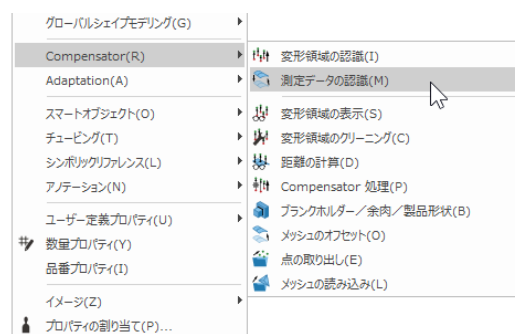 グローバルシェイプモデリング(G)
Compensator(R)
Adaptation(A)
スマートオブジェクト(O)
チュービング(T)
シンボリックリファレンス(L)
アノテーション(N)
ユーザー定義プロパティ(U)
数量プロパティ(Y)
品番プロパティ(I)
イメージ(Z)
プロパティの割り当て(P)...
変形領域の認識(I)
測定データの認識(M)
変形領域の表示(S)
変形領域のクリーニング(C)
距離の計算(D)
Compensator 処理(P)
ブランクホルダー／余肉／製品形状(B)
メッシュのオフセット(O)
点の取り出し(E)
メッシュの読み込み(L)